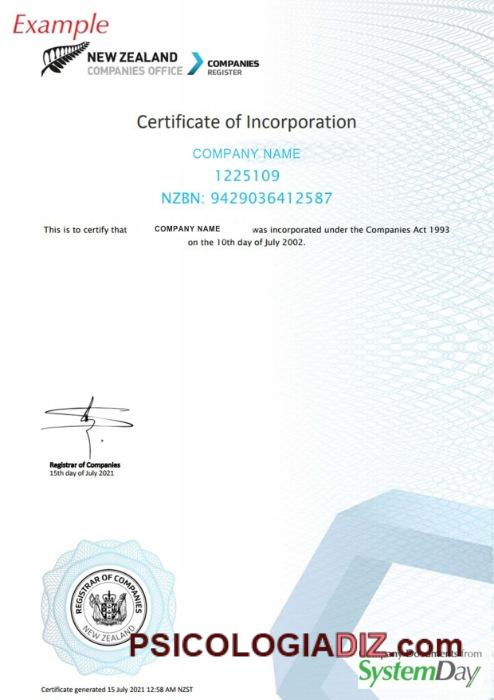 Example
NEW ZEALAND
COMPANIES OFFICE
COMPANIES
REGISTER
Certificate of Incorporation
COMPANY NAME
1225109
NZBN: 9429036412587
This is to certify that COMPANY NAME was incorporated under the Companies Act 1993
on the 10th day of July 2002.
Registrar of Companies
15th day of July 2021
REGISTRAR OF COMPANIES
NEW ZEALAND
PSICOLOGIADIZ.com
Company Documents from
SystemDay
Certificate generated 15 July 2021 12:58 AM NZST